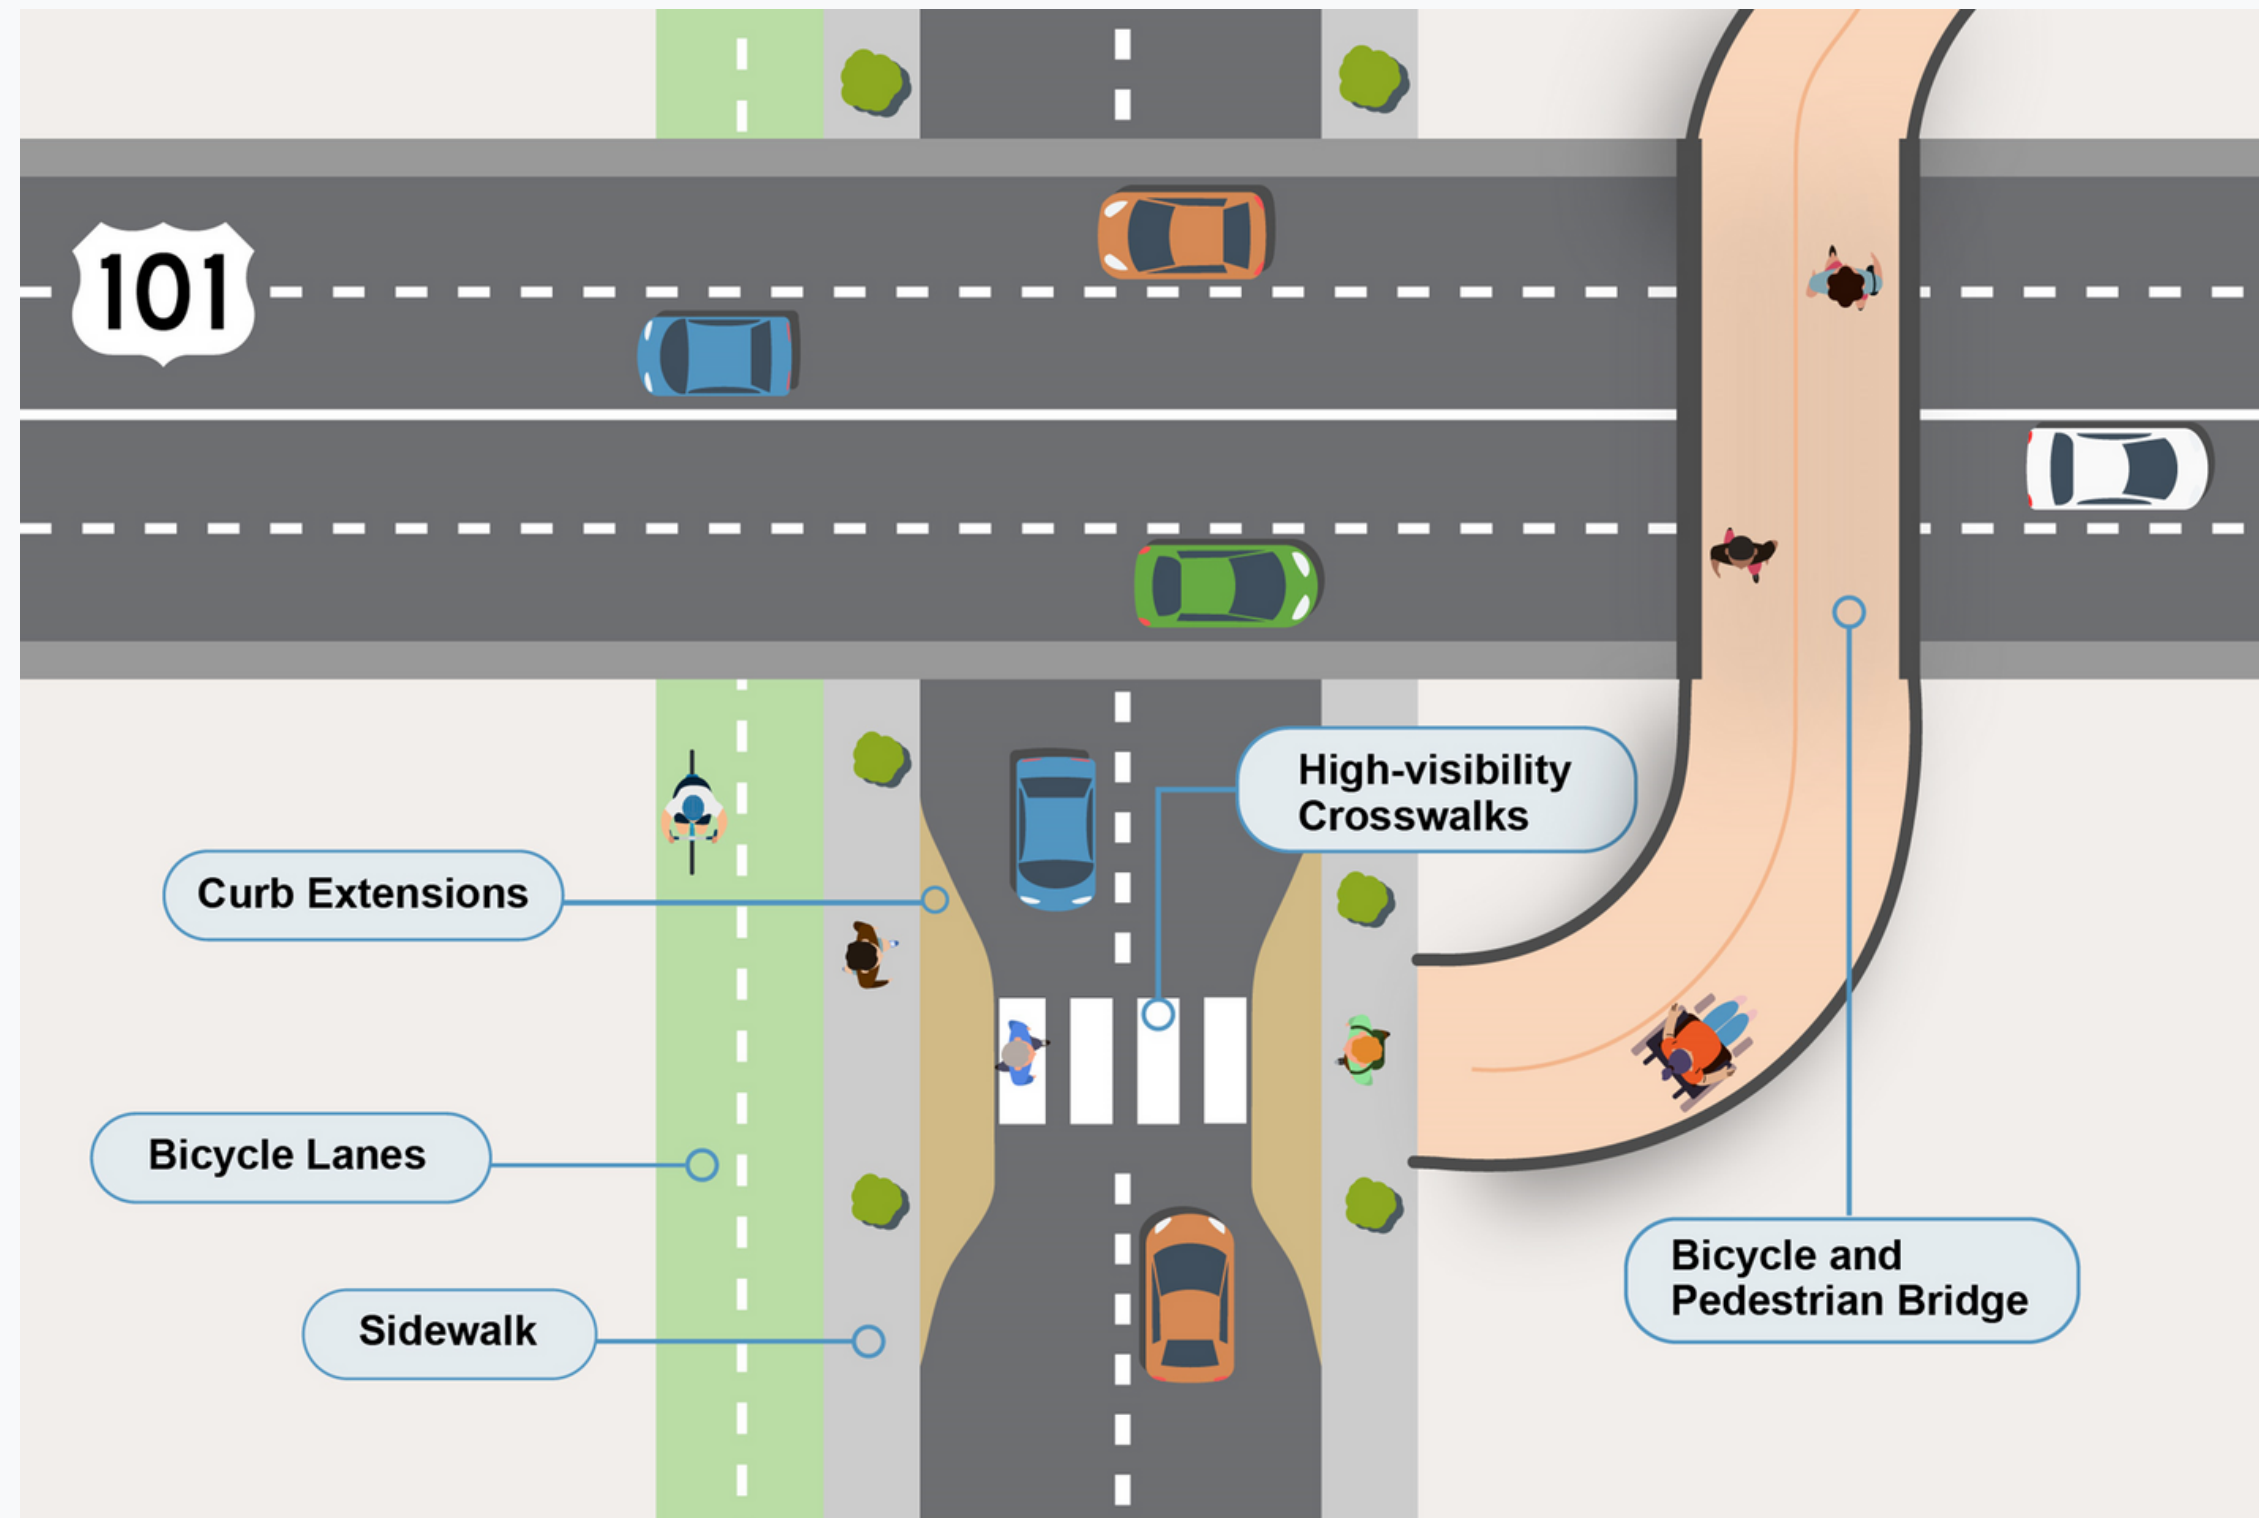 101
High-visibility
Crosswalks
Curb Extensions
Bicycle Lanes
Sidewalk
Bicycle and
Pedestrian Bridge